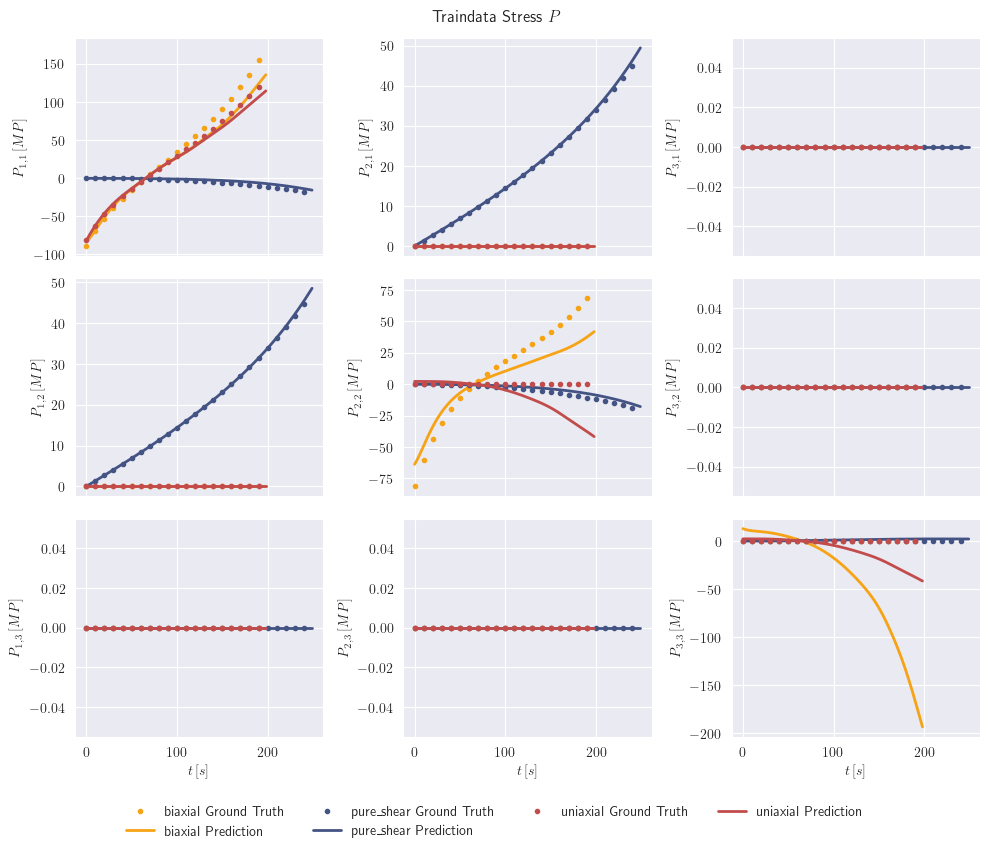 Traindata Stress P
150
100
50
0
−50
−100
P1,1 [MP]
50
40
30
20
10
0
P2,1 [MP]
0.04
0.02
0.00
−0.02
−0.04
P3,1 [MP]
50
40
30
20
10
0
P1,2 [MP]
75
50
25
0
−25
−50
−75
P2,2 [MP]
0.04
0.02
0.00
−0.02
−0.04
P3,2 [MP]
0.04
0.02
0.00
−0.02
−0.04
P1,3 [MP]
0 100 200
t [s]
0.04
0.02
0.00
−0.02
−0.04
P2,3 [MP]
0 100 200
t [s]
0
−50
−100
−150
−200
P3,3 [MP]
0 100 200
t [s]
biaxial Ground Truth pure_shear Ground Truth uniaxial Ground Truth uniaxial Prediction
biaxial Prediction pure_shear Prediction